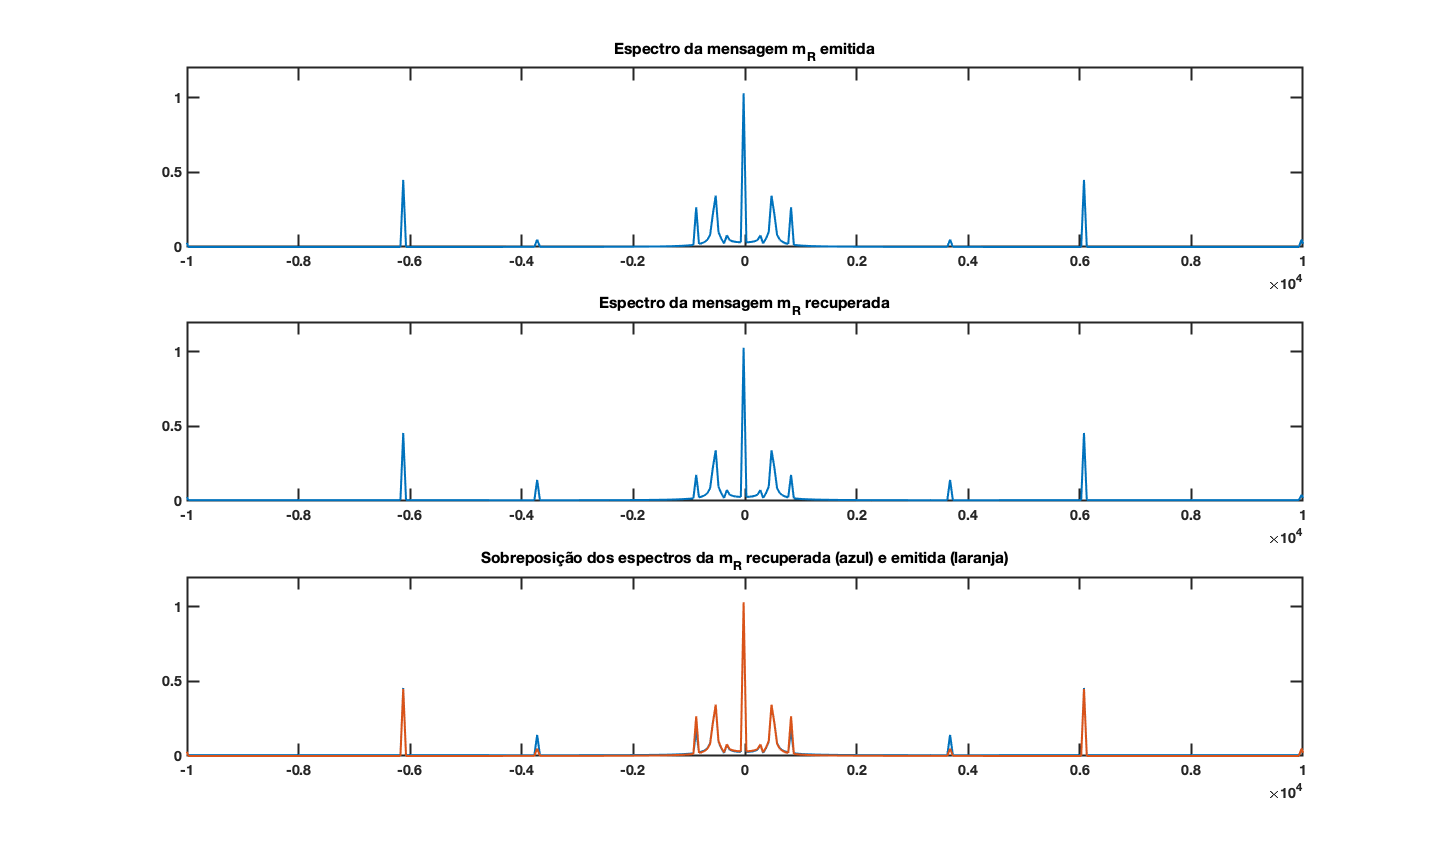 Espectro da mensagem m_R emitida
1
0.5
0
-1 -0.8 -0.6 -0.4 -0.2 0 0.2 0.4 0.6 0.8 1
×10^4
Espectro da mensagem m_R recuperada
1
0.5
0
-1 -0.8 -0.6 -0.4 -0.2 0 0.2 0.4 0.6 0.8 1
×10^4
Sobreposição dos espectros da m_R recuperada (azul) e emitida (laranja)
1
0.5
0
-1 -0.8 -0.6 -0.4 -0.2 0 0.2 0.4 0.6 0.8 1
×10^4